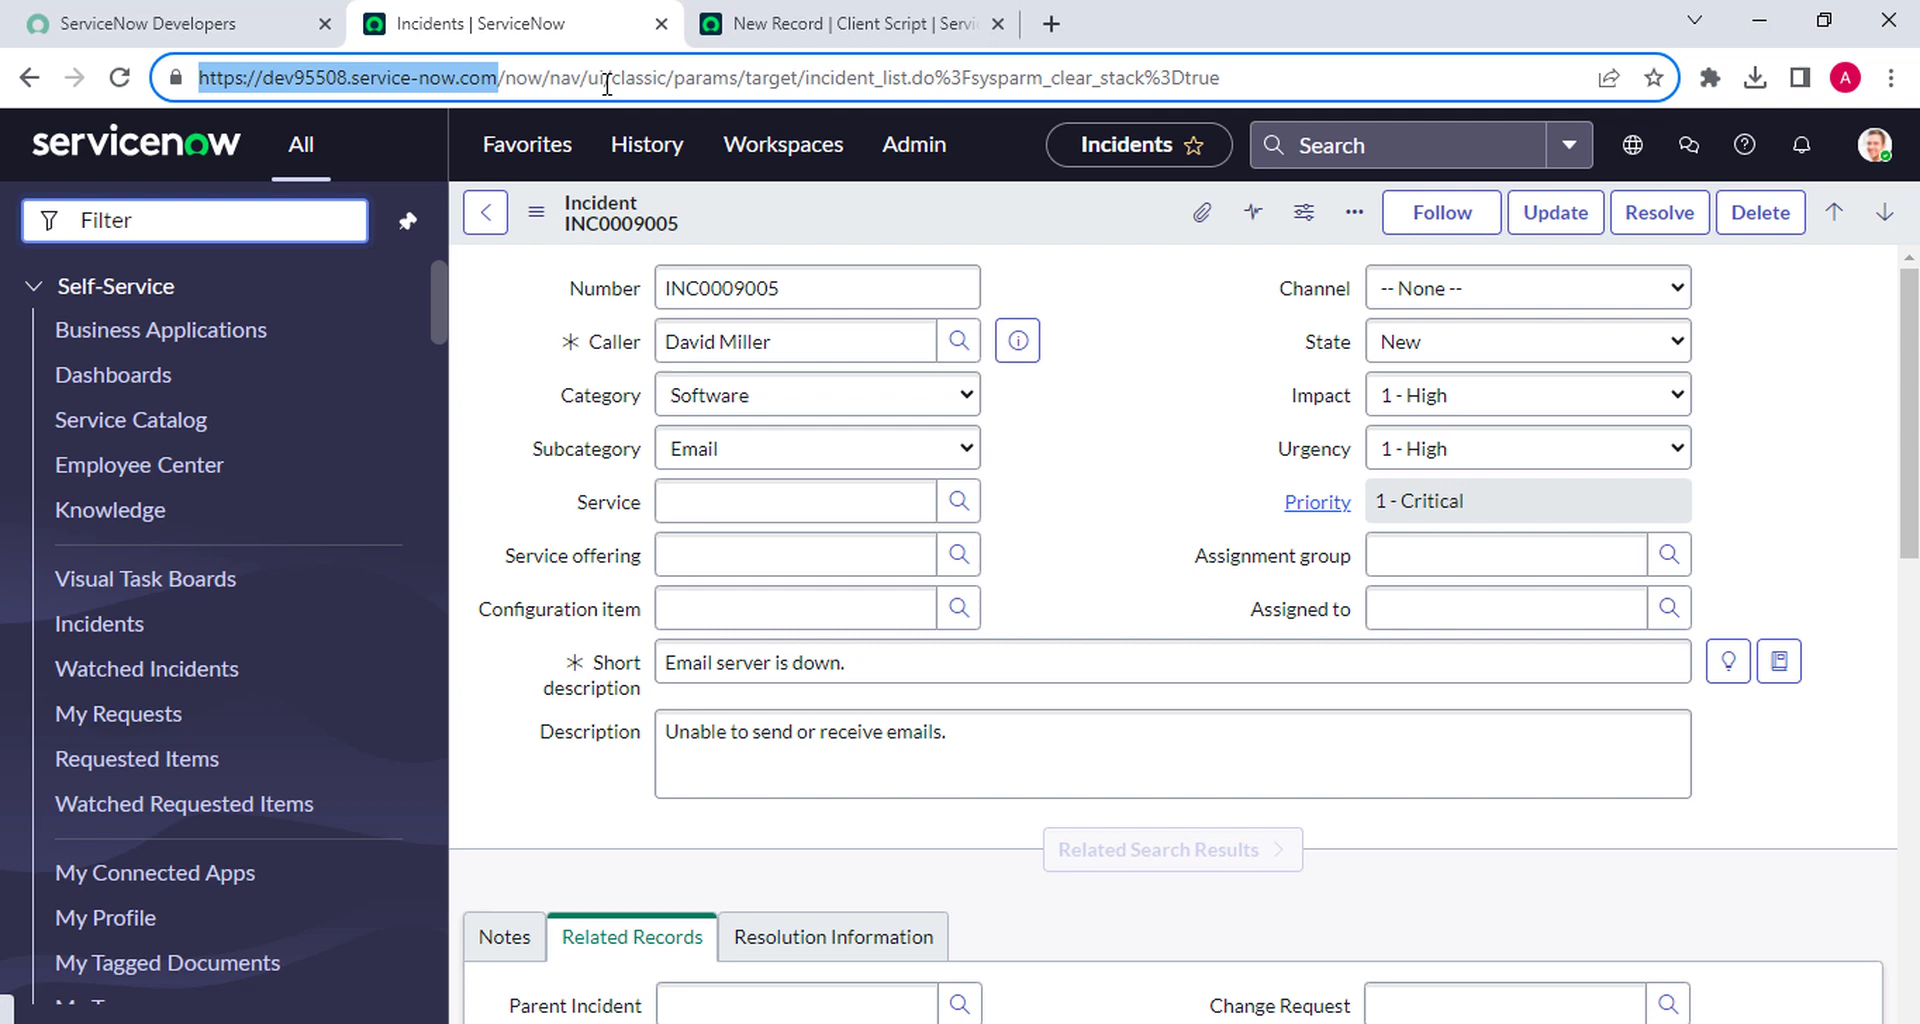 ServiceNow Developers
Incidents | ServiceNow
New Record | Client Script | Servi
https://dev95508.service-now.com/now/nav/ui/classic/params/target/incident_list.do%3Fsysparm_clear_stack%3Dtrue
A
servicenow
All
Favorites
History
Workspaces
Admin
Incidents
Search
Filter
Self-Service
Business Applications
Dashboards
Service Catalog
Employee Center
Knowledge
Visual Task Boards
Incidents
Watched Incidents
My Requests
Requested Items
Watched Requested Items
My Connected Apps
My Profile
My Tagged Documents
Incident
INC0009005
Follow
Update
Resolve
Delete
Number INC0009005
Channel -- None --
Caller David Miller
State New
Category Software
Impact 1 - High
Subcategory Email
Urgency 1 - High
Service
Priority 1 - Critical
Service offering
Assignment group
Configuration item
Assigned to
Short description Email server is down.
Description Unable to send or receive emails.
Related Search Results
Notes
Related Records
Resolution Information
Parent Incident
Change Request